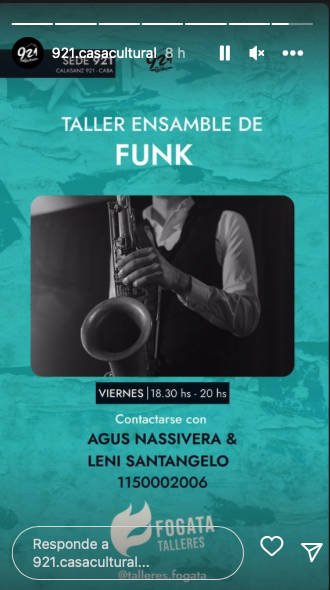 921.casacultural 8 h
921
SEDE 921
921
CALASANZ 921 - CABA
TALLER ENSAMBLE DE
FUNK
VIERNES | 18.30 hs - 20 hs
Contactarse con
AGUS NASSIVERA &
LENI SANTANGELO
1150002006
FOGATA
TALLERES
Responde a
921.casacultural...
@talleres.fogata